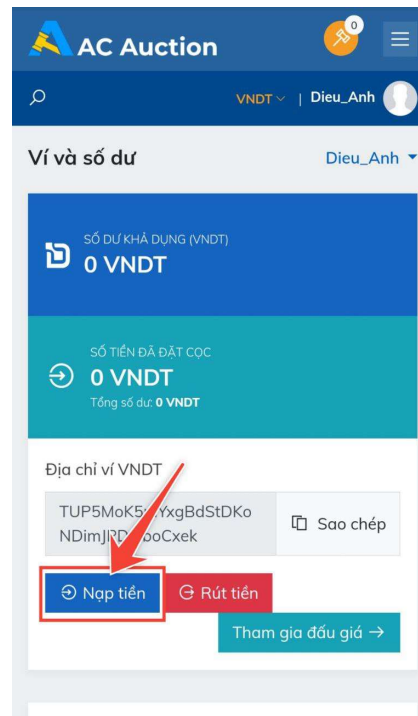 AC Auction
0
VNDT | Dieu_Anh
Ví và số dư
Dieu_Anh
SỐ DƯ KHẢ DỤNG (VNDT)
0 VNDT
SỐ TIỀN ĐÃ ĐẶT CỌC
0 VNDT
Tổng số dư: 0 VNDT
Địa chỉ ví VNDT
Sao chép
Nạp tiền
Rút tiền
Tham gia đấu giá →